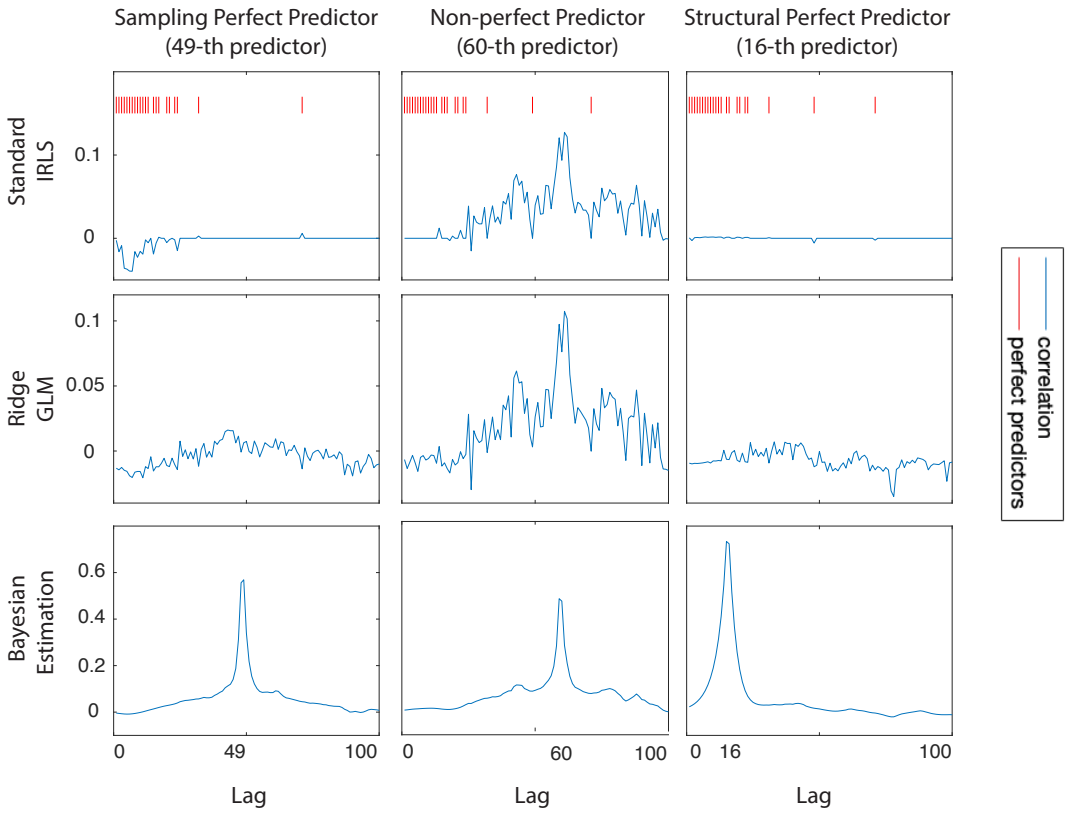 Sampling Perfect Predictor
(49-th predictor)
Non-perfect Predictor
(60-th predictor)
Structural Perfect Predictor
(16-th predictor)
Standard
IRLS
0.1
0
Ridge
GLM
0.1
0.05
0
Bayesian
Estimation
0.6
0.4
0.2
0
0 49 100
0 60 100
0 16 100
Lag
Lag
Lag
correlation
perfect predictors